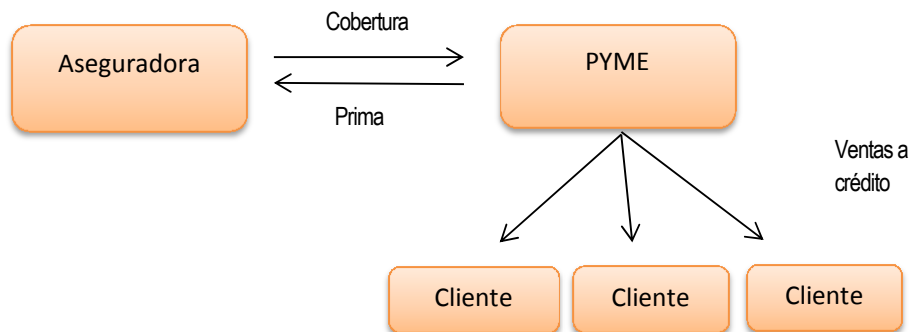 Cobertura
Aseguradora
PYME
Prima
Ventas a
crédito
Cliente
Cliente
Cliente